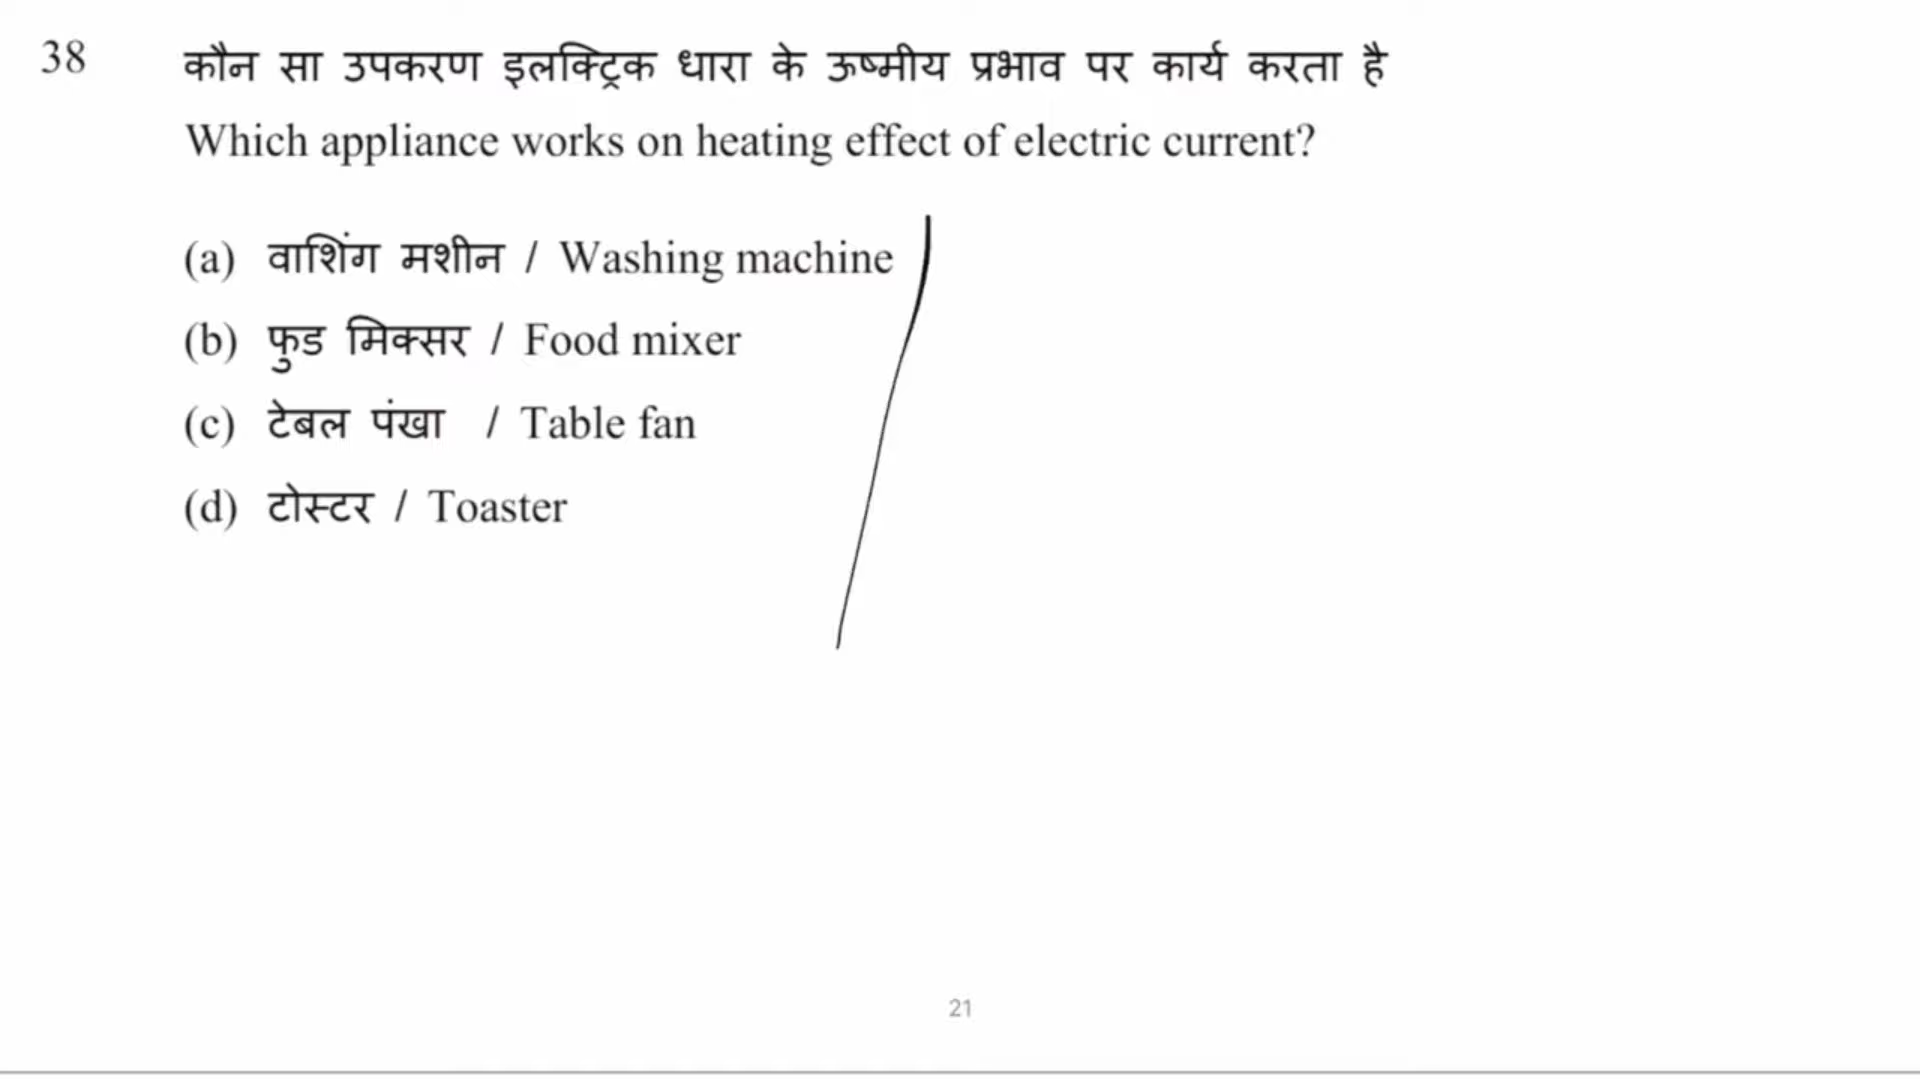 38 कौन सा उपकरण इलक्ट्रिक धारा के ऊष्मीय प्रभाव पर कार्य करता है
Which appliance works on heating effect of electric current?
(a) वाशिंग मशीन / Washing machine
(b) फुड मिक्सर / Food mixer
(c) टेबल पंखा / Table fan
(d) टोस्टर / Toaster
21